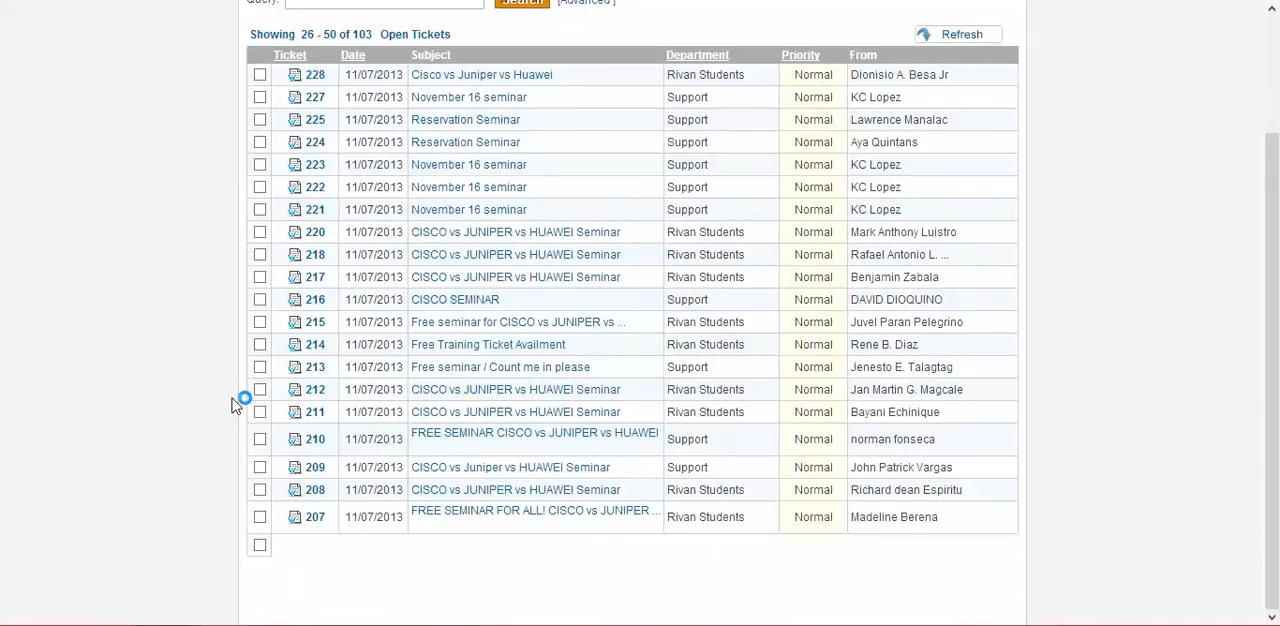 Query:
Search
[Advanced]
Showing 26 - 50 of 103 Open Tickets
Refresh
Ticket Date Subject Department Priority From
228 11/07/2013 Cisco vs Juniper vs Huawei Rivan Students Normal Dionisio A. Besa Jr
227 11/07/2013 November 16 seminar Support Normal KC Lopez
225 11/07/2013 Reservation Seminar Support Normal Lawrence Manalac
224 11/07/2013 Reservation Seminar Support Normal Aya Quintans
223 11/07/2013 November 16 seminar Support Normal KC Lopez
222 11/07/2013 November 16 seminar Support Normal KC Lopez
221 11/07/2013 November 16 seminar Support Normal KC Lopez
220 11/07/2013 CISCO vs JUNIPER vs HUAWEI Seminar Rivan Students Normal Mark Anthony Luistro
218 11/07/2013 CISCO vs JUNIPER vs HUAWEI Seminar Rivan Students Normal Rafael Antonio L. ...
217 11/07/2013 CISCO vs JUNIPER vs HUAWEI Seminar Rivan Students Normal Benjamin Zabala
216 11/07/2013 CISCO SEMINAR Support Normal DAVID DIOQUINO
215 11/07/2013 Free seminar for CISCO vs JUNIPER vs ... Rivan Students Normal Juvel Paran Pelegrino
214 11/07/2013 Free Training Ticket Availment Rivan Students Normal Rene B. Diaz
213 11/07/2013 Free seminar / Count me in please Support Normal Jenesto E. Talagtag
212 11/07/2013 CISCO vs JUNIPER vs HUAWEI Seminar Rivan Students Normal Jan Martin G. Magcale
211 11/07/2013 CISCO vs JUNIPER vs HUAWEI Seminar Rivan Students Normal Bayani Echinique
210 11/07/2013 FREE SEMINAR CISCO vs JUNIPER vs HUAWEI Support Normal norman fonseca
209 11/07/2013 CISCO vs Juniper vs HUAWEI Seminar Support Normal John Patrick Vargas
208 11/07/2013 CISCO vs JUNIPER vs HUAWEI Seminar Rivan Students Normal Richard dean Espiritu
207 11/07/2013 FREE SEMINAR FOR ALL! CISCO vs JUNIPER ... Rivan Students Normal Madeline Berena